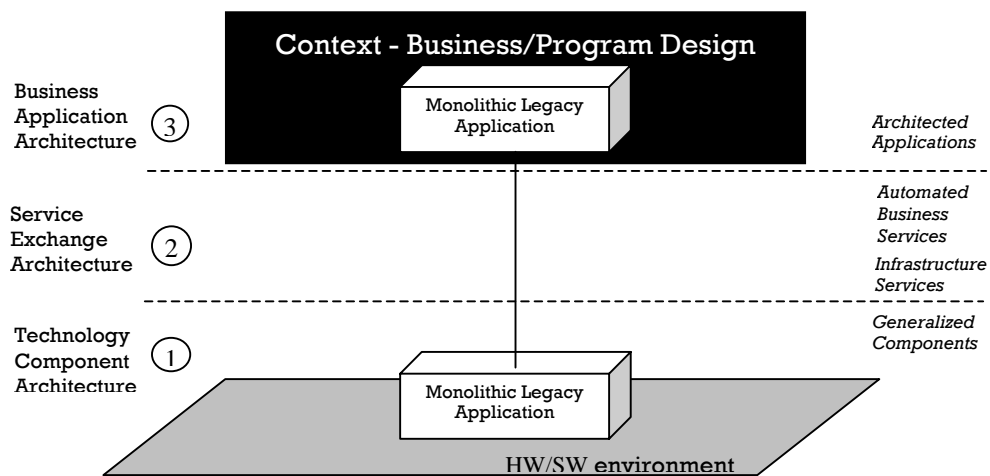 Context - Business/Program Design
Monolithic Legacy
Application
Business
Application
Architecture
3
Architected
Applications
Service
Exchange
Architecture
2
Automated
Business
Services
Infrastructure
Services
Technology
Component
Architecture
1
Generalized
Components
Monolithic Legacy
Application
HW/SW environment